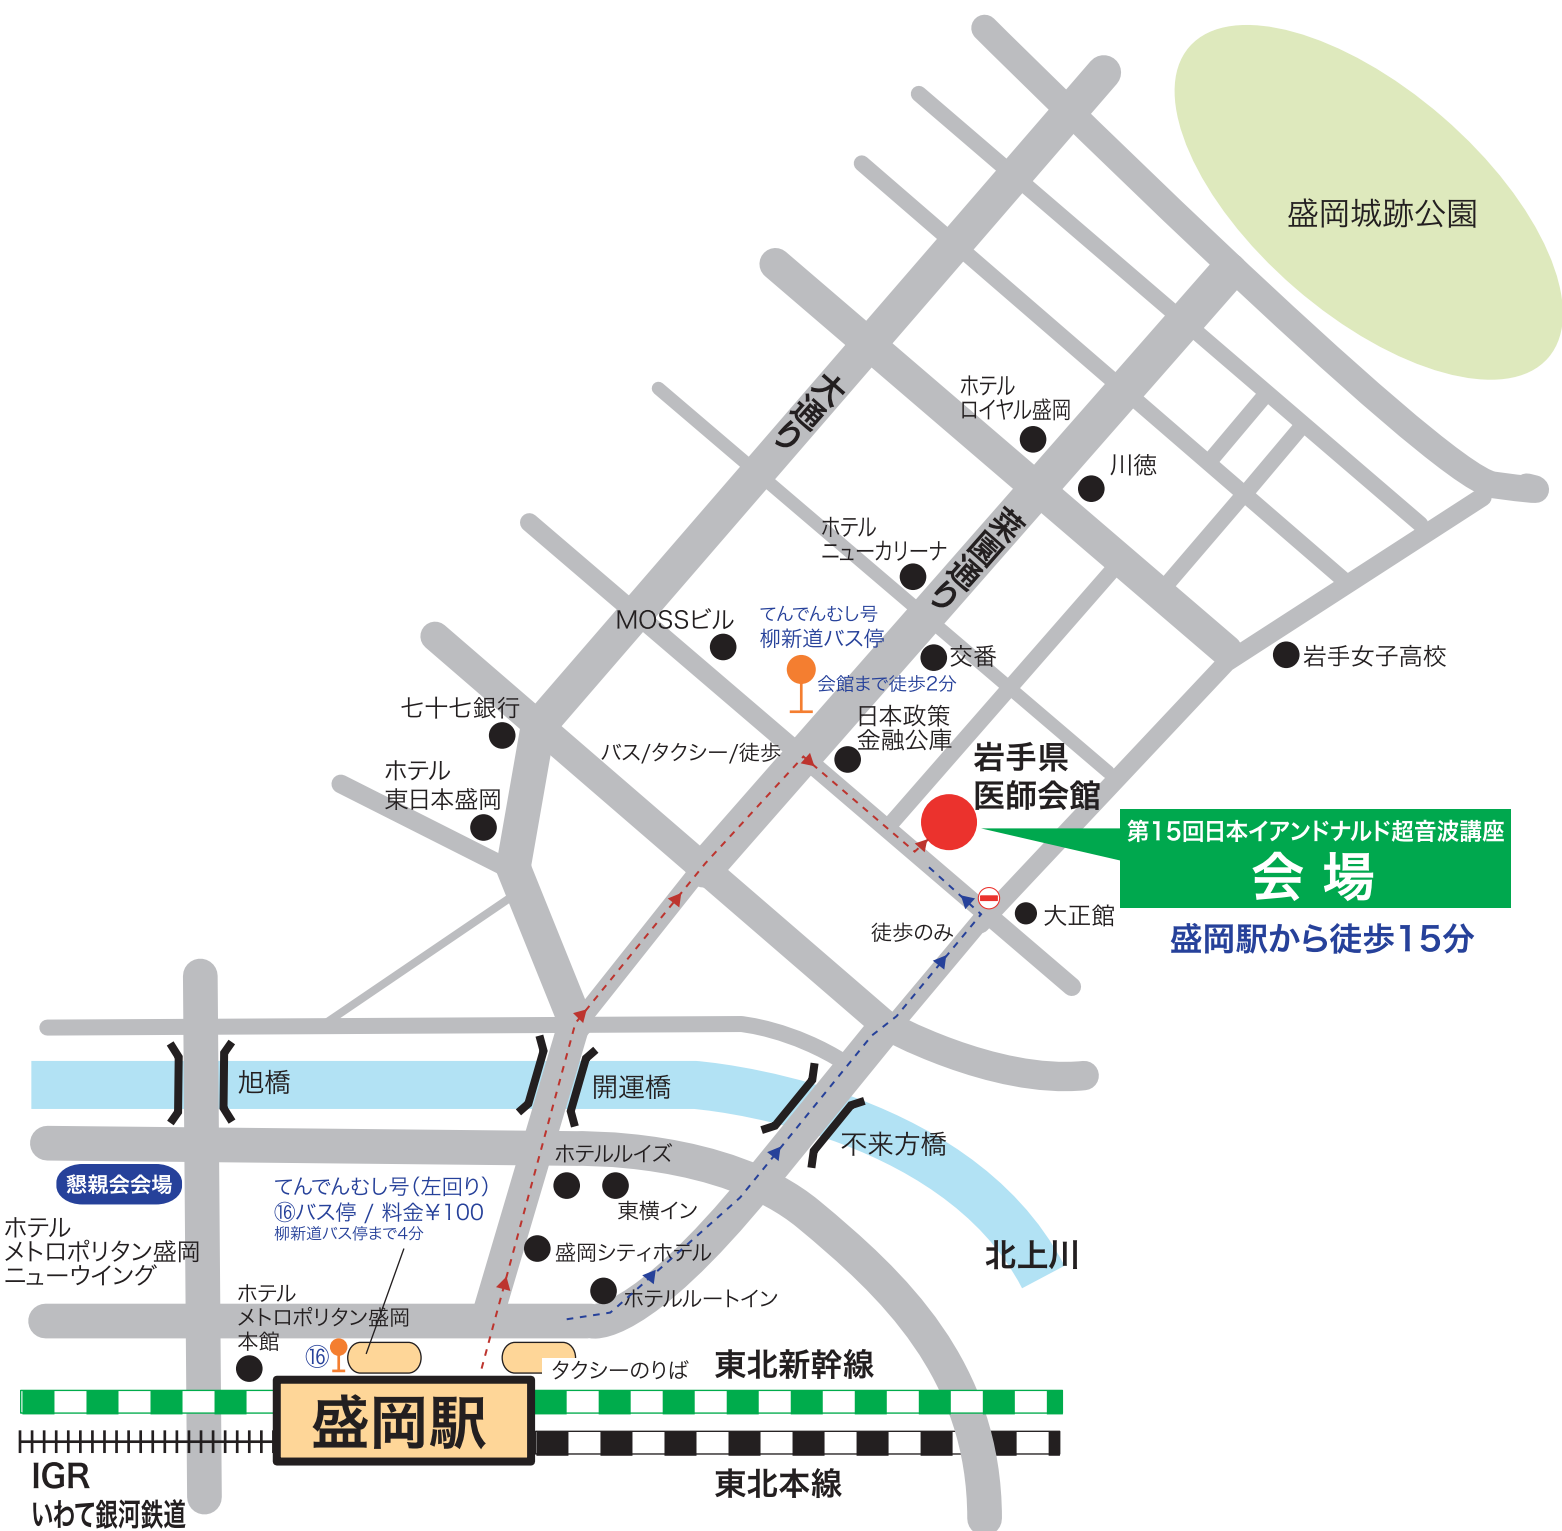 盛岡城跡公園
大通り
ホテル
ロイヤル盛岡
川徳
菜園通り
ホテル
ニューカリーナ
MOSSビル
てんでんむし号
柳新道バス停
会館まで徒歩2分
交番
岩手女子高校
七十七銀行
日本政策
金融公庫
バス/タクシー/徒歩
ホテル
東日本盛岡
岩手県
医師会館
第15回日本イアンドナルド超音波講座
会 場
盛岡駅から徒歩15分
大正館
徒歩のみ
旭橋
開運橋
不来方橋
北上川
懇親会会場
ホテル
メトロポリタン盛岡
ニューウイング
てんでんむし号(左回り)
⑯バス停 / 料金¥100
柳新道バス停まで4分
ホテルルイズ
東横イン
盛岡シティホテル
ホテルルートイン
ホテル
メトロポリタン盛岡
本館
⑯
タクシーのりば
東北新幹線
盛岡駅
東北本線
IGR
いわて銀河鉄道